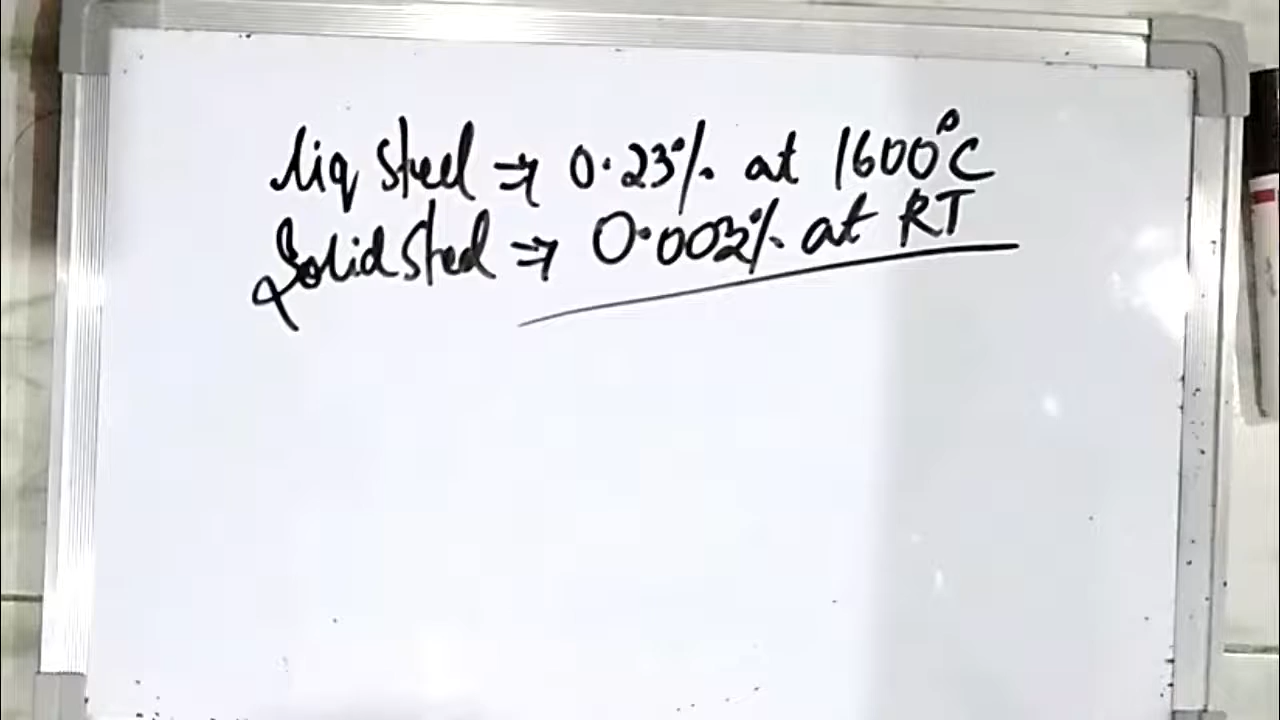 Liq Steel ⇒ 0.23% at 1600°C
Solid Steel ⇒ 0.003% at RT